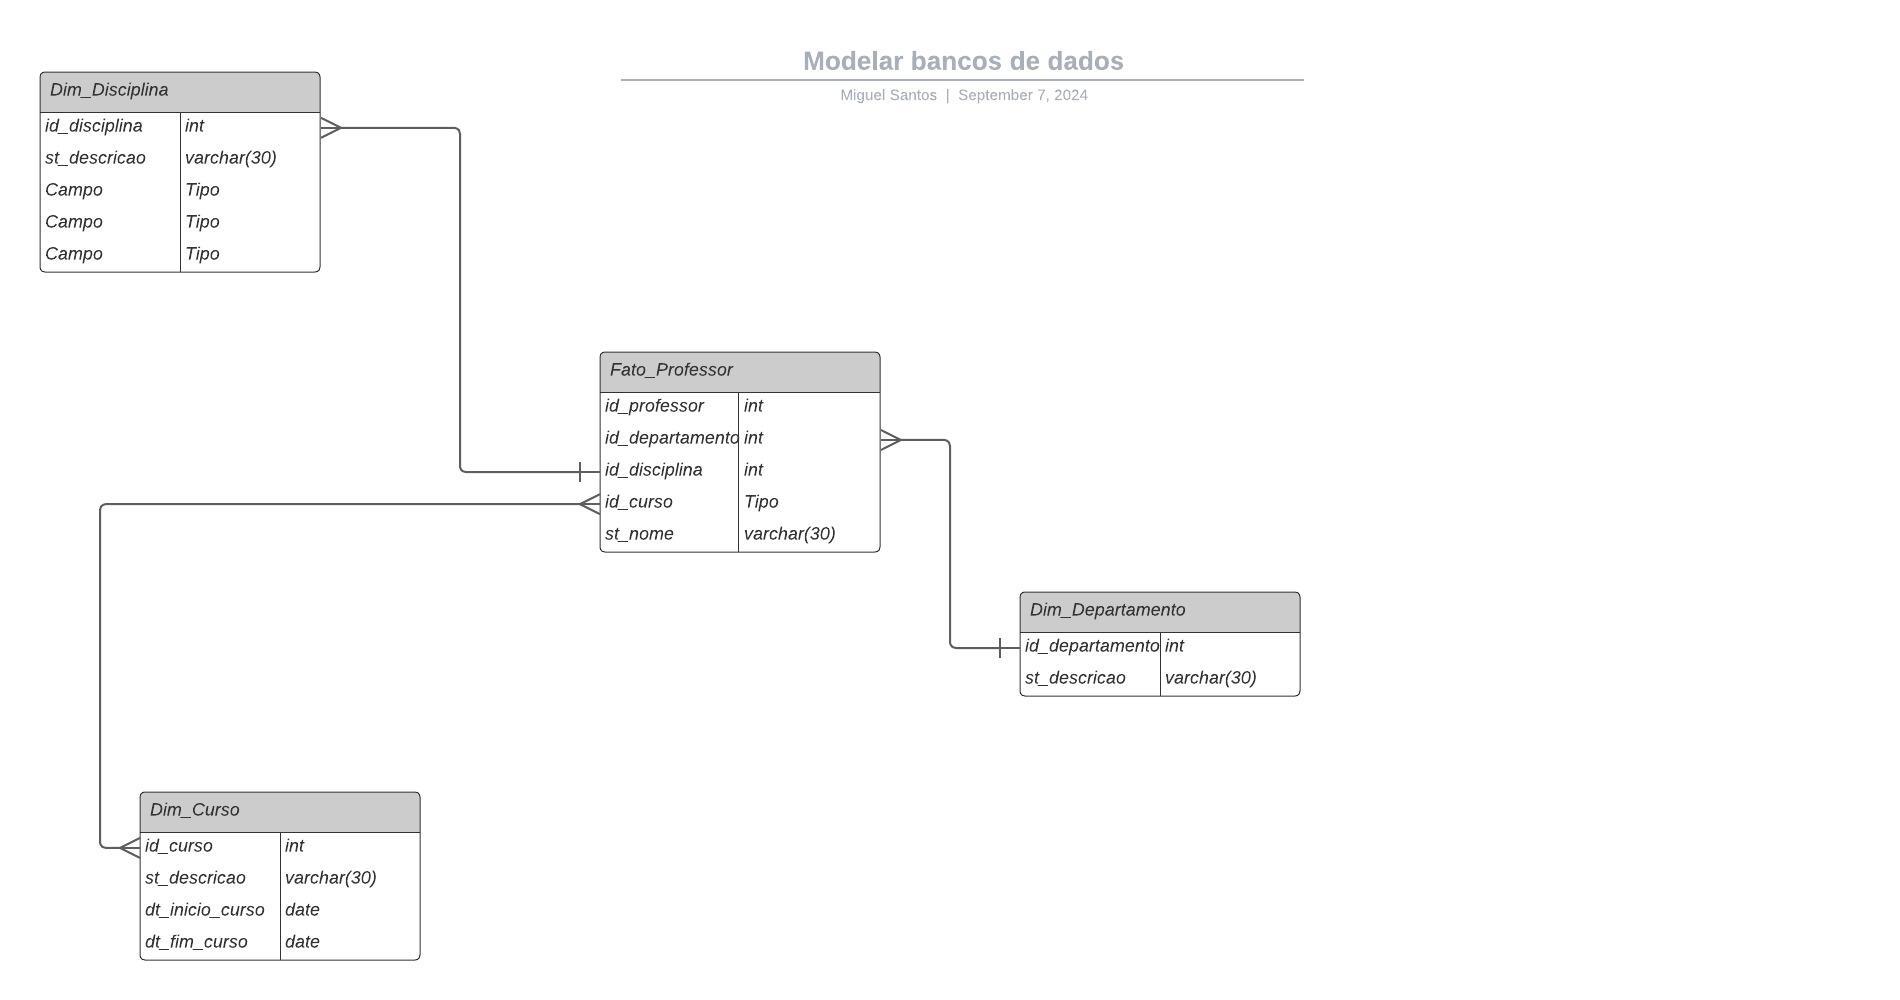 Modelar bancos de dados
Miguel Santos | September 7, 2024
Dim_Disciplina
id_disciplina int
st_descricao varchar(30)
Campo Tipo
Campo Tipo
Campo Tipo
Fato_Professor
id_professor int
id_departamento int
id_disciplina int
id_curso Tipo
st_nome varchar(30)
Dim_Departamento
id_departamento int
st_descricao varchar(30)
Dim_Curso
id_curso int
st_descricao varchar(30)
dt_inicio_curso date
dt_fim_curso date